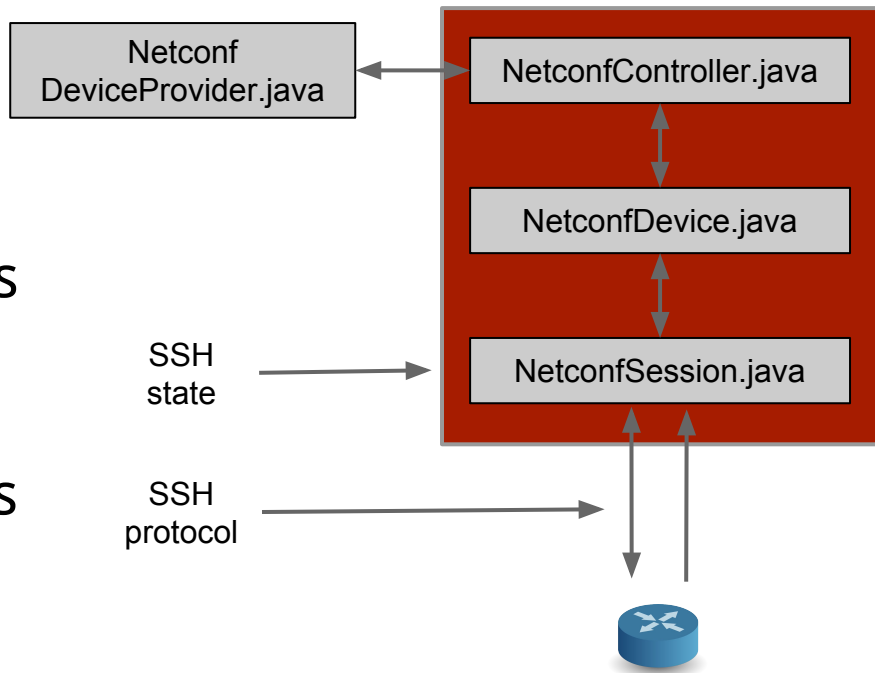 Netconf
DeviceProvider.java
NetconfController.java
NetconfDevice.java
s
SSH
state
NetconfSession.java
s
SSH
protocol